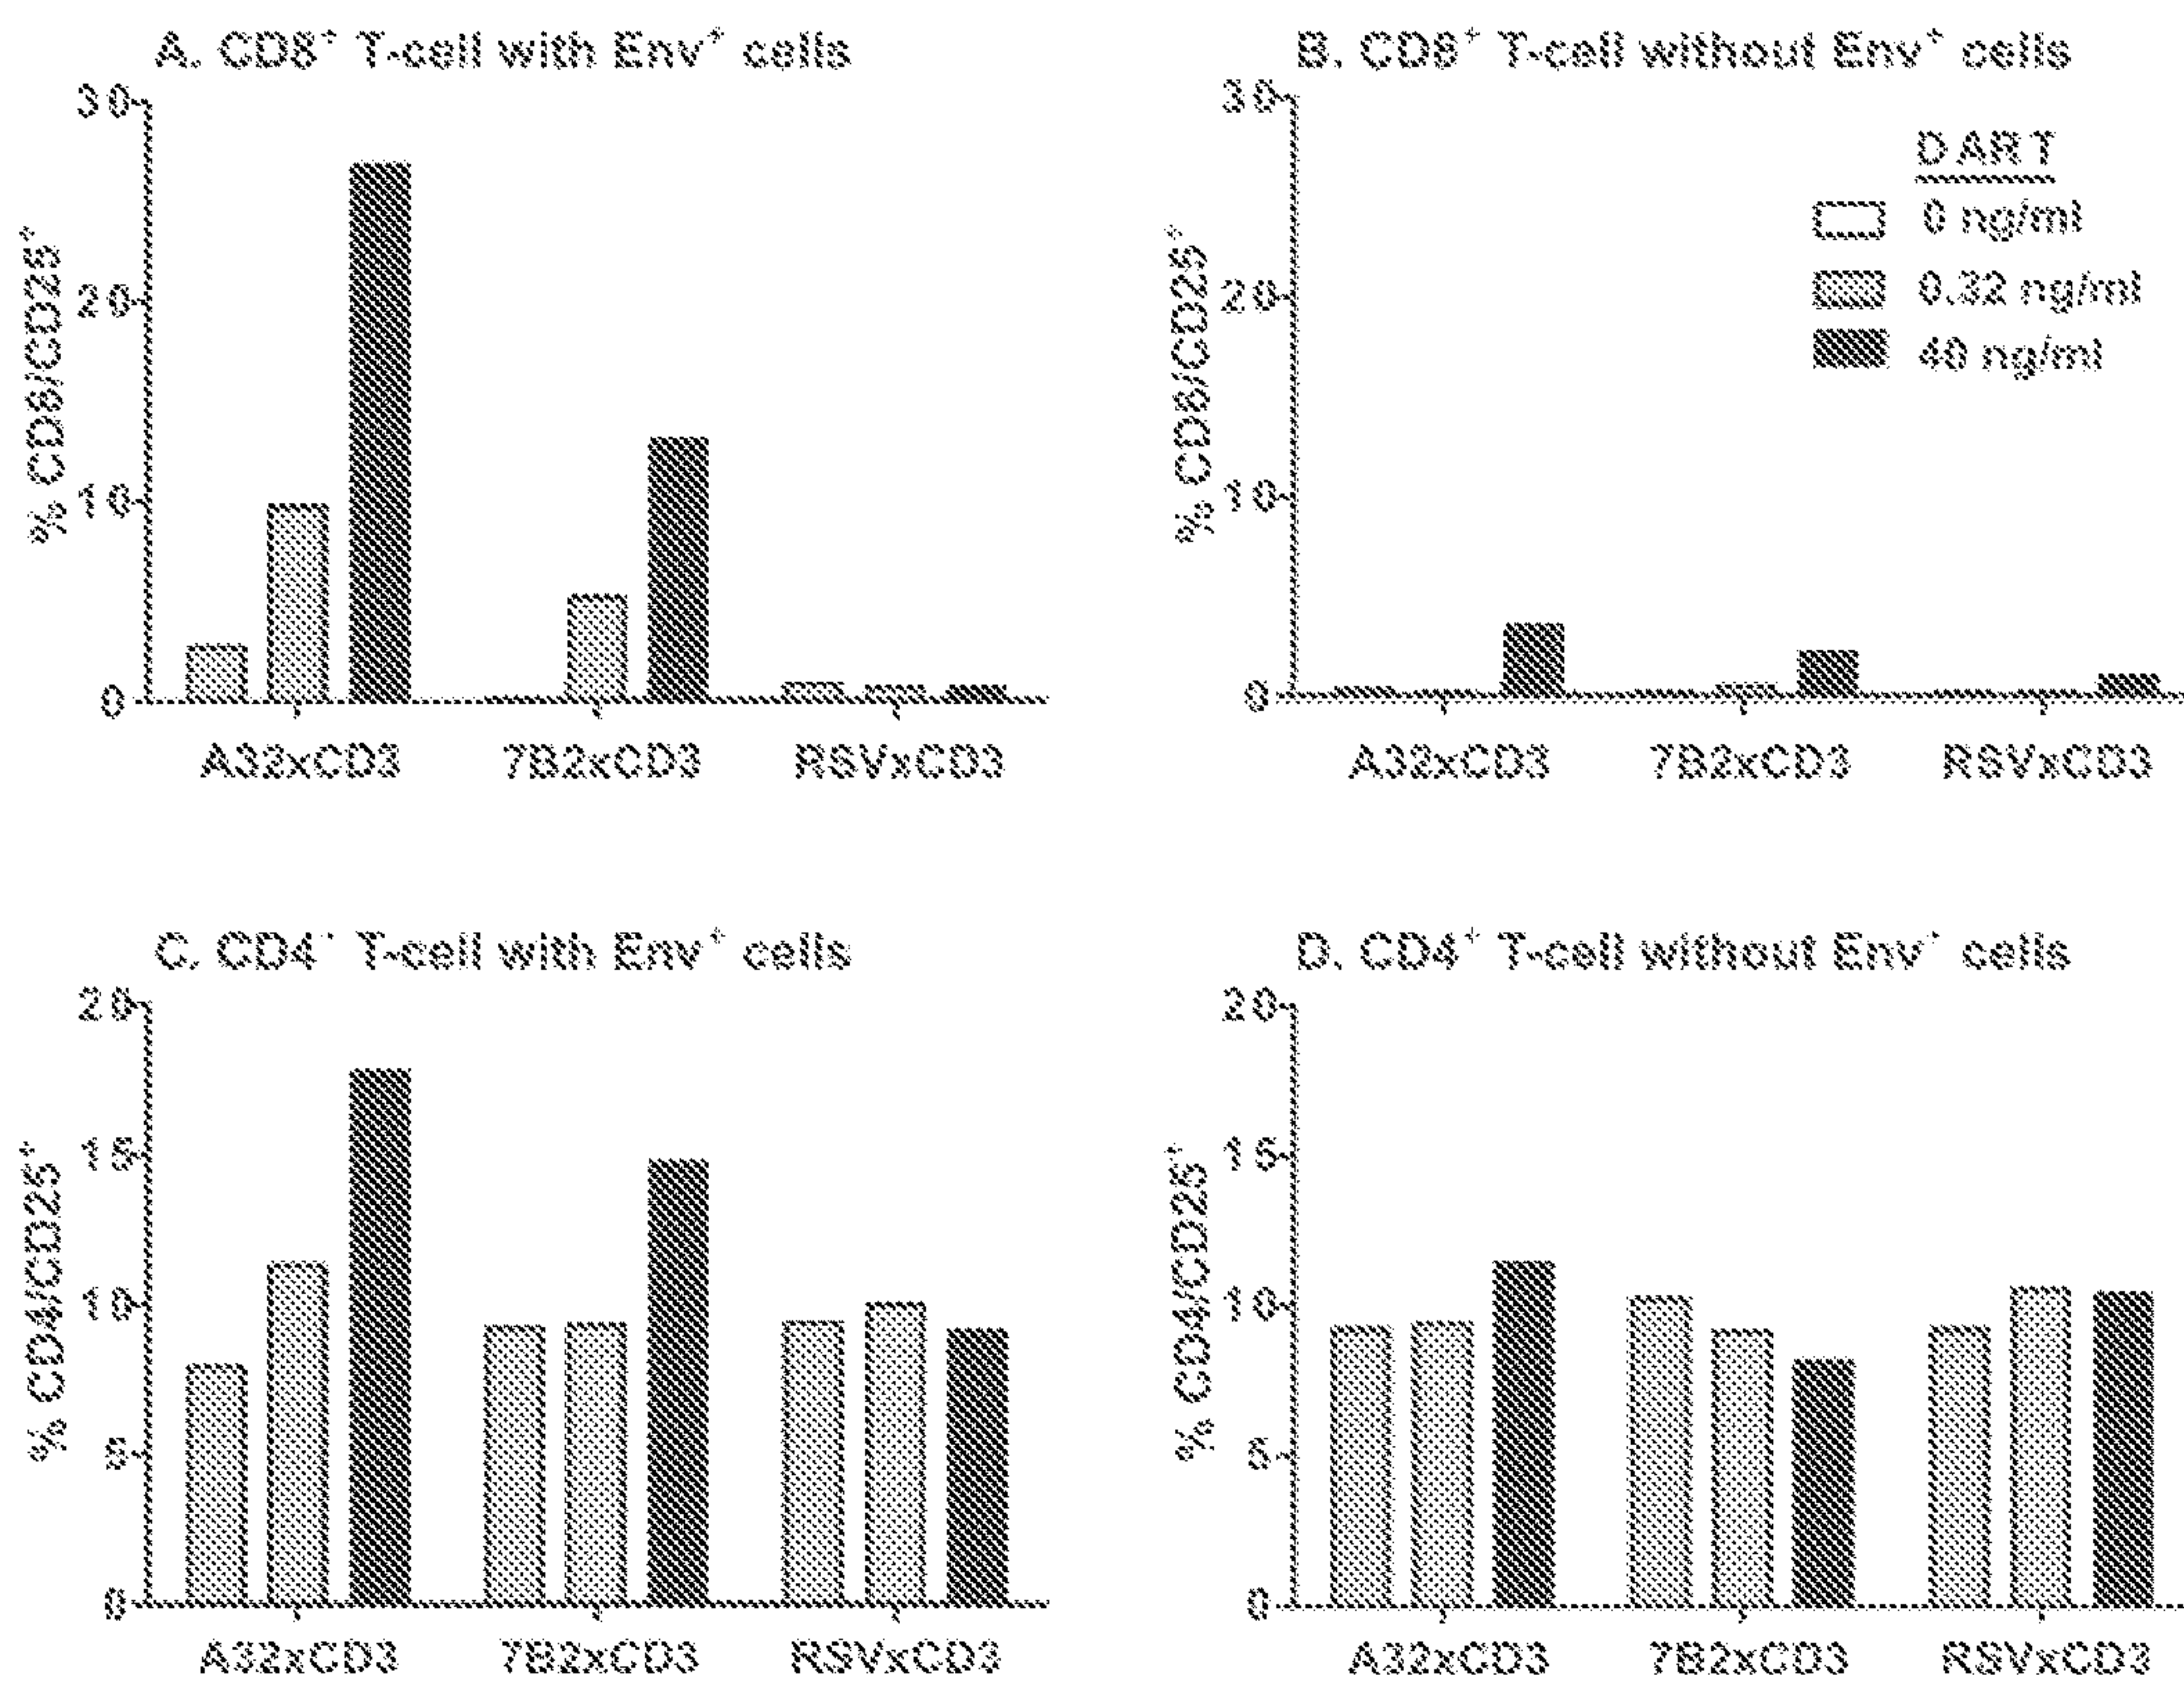 A. CD8⁺ T-cell with Env⁺ cells
30
20
10
0
% CD8/CD25⁺
A32xCD3 7B2xCD3 RSVxCD3
B. CD8⁺ T-cell without Env⁺ cells
30
20
10
0
% CD8/CD25⁺
DART
0 ng/ml
0.32 ng/ml
40 ng/ml
A32xCD3 7B2xCD3 RSVxCD3
C. CD4⁺ T-cell with Env⁺ cells
20
15
10
5
0
% CD4/CD25⁺
A32xCD3 7B2xCD3 RSVxCD3
D. CD4⁺ T-cell without Env⁺ cells
20
15
10
5
0
% CD4/CD25⁺
A32xCD3 7B2xCD3 RSVxCD3